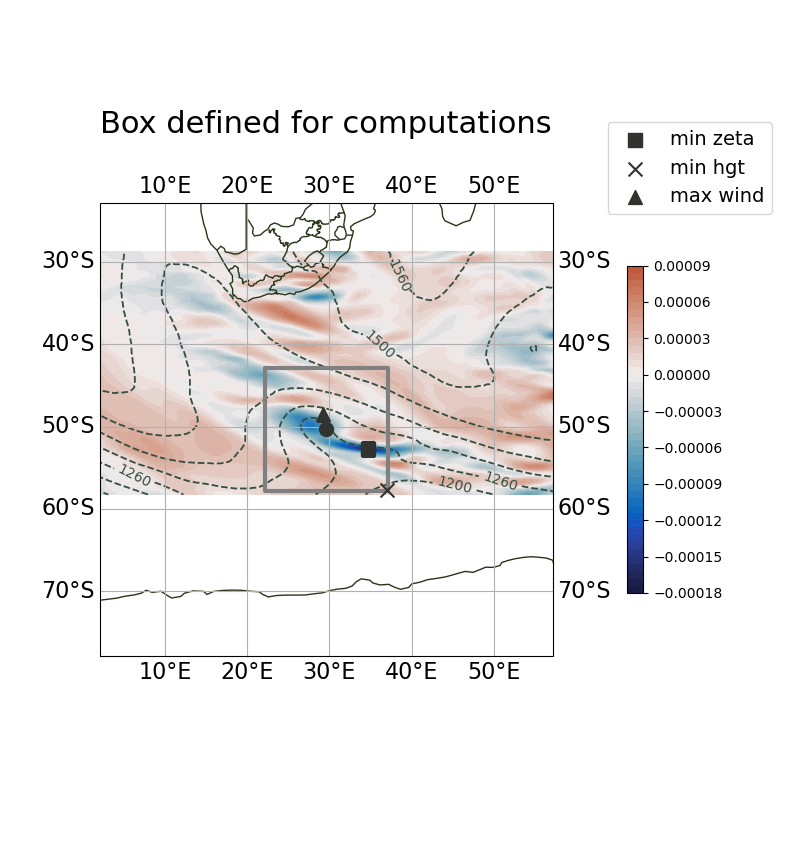 Box defined for computations
min zeta
min hgt
max wind
10°E 20°E 30°E 40°E 50°E
30°S 30°S
40°S 40°S
50°S 50°S
60°S 60°S
70°S 70°S
10°E 20°E 30°E 40°E 50°E
1560
1500
1260
1200
1260
0.00009
0.00006
0.00003
0.00000
−0.00003
−0.00006
−0.00009
−0.00012
−0.00015
−0.00018